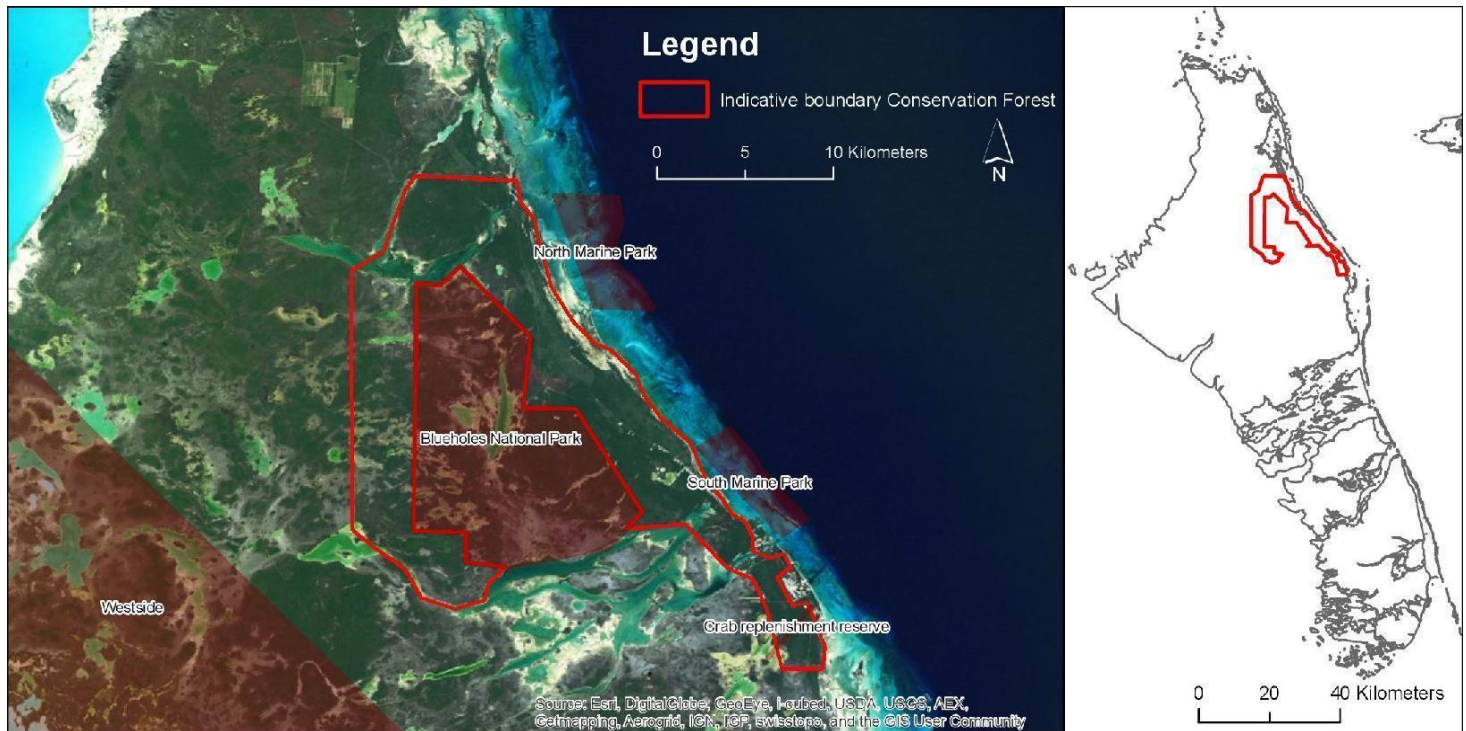 Legend
Indicative boundary Conservation Forest
0 5 10 Kilometers
N
North Marine Park
Blueholes National Park
South Marine Park
Westside
Crab replenishment reserve
Source: Esri, DigitalGlobe, GeoEye, i-cubed, USDA, USGS, AEX,
Getmapping, Aerogrid, IGN, IGP, swisstopo, and the GIS User Community
0 20 40 Kilometers